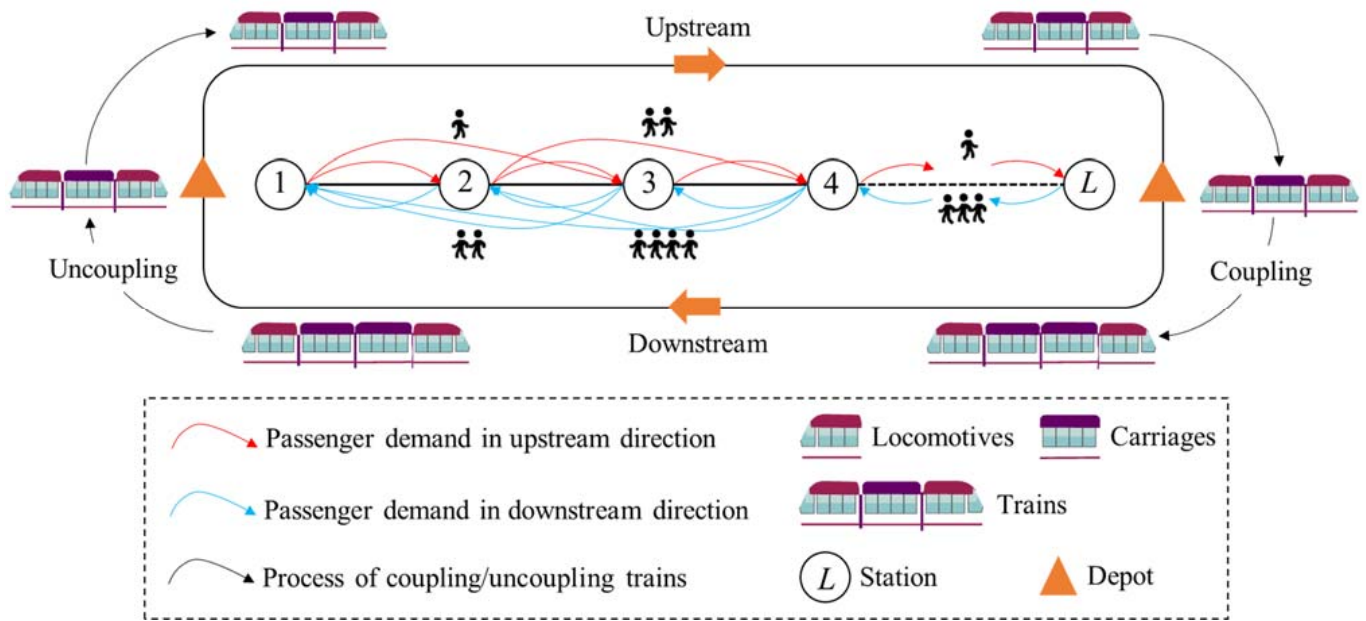 Upstream
1
2
3
4
L
Uncoupling
Coupling
Downstream
Passenger demand in upstream direction
Locomotives
Carriages
Passenger demand in downstream direction
Trains
Process of coupling/uncoupling trains
L
Station
Depot